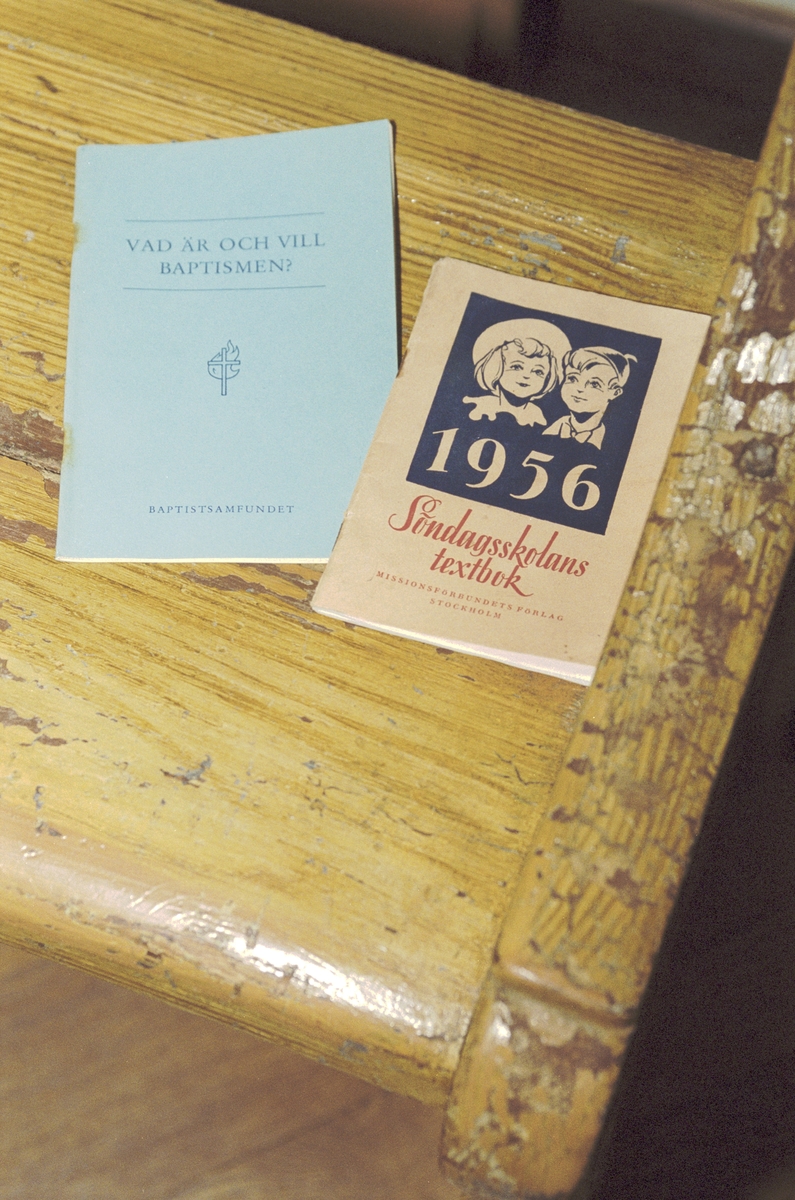 VAD ÄR OCH VILL
BAPTISMEN?
BAPTISTSAMFUNDET
1956
Söndagsskolans
textbok
MISSIONSFÖRBUNDETS FÖRLAG
STOCKHOLM